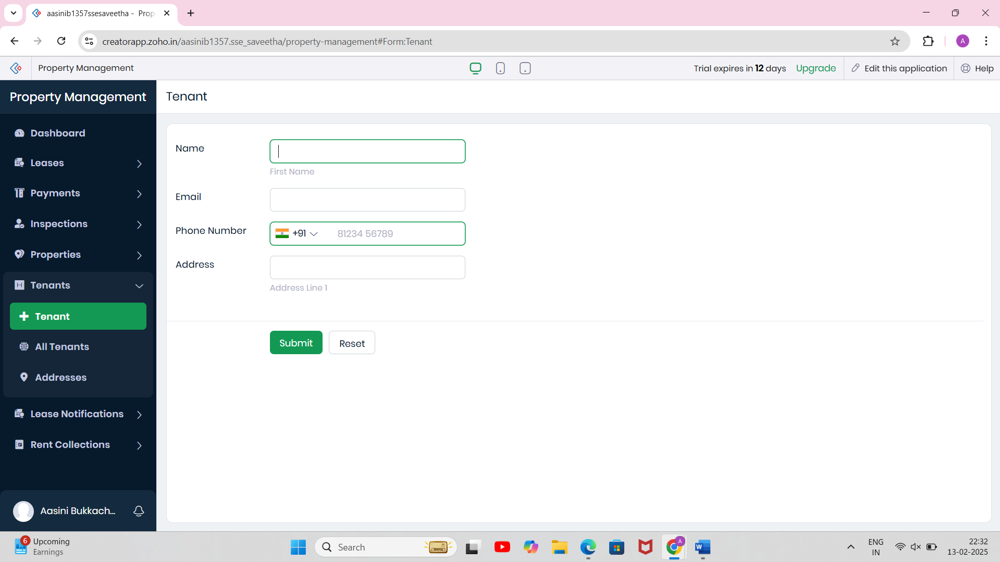 aasinib1357ssesaveetha - Prop
creatorapp.zoho.in/aasinib1357.sse_saveetha/property-management#Form:Tenant
A
Property Management
Trial expires in 12 days
Upgrade
Edit this application
Help
Property Management
Tenant
Dashboard
Leases
Payments
Inspections
Properties
Tenants
Tenant
All Tenants
Addresses
Lease Notifications
Rent Collections
Aasini Bukkach...
Name
First Name
Email
Phone Number
+91
81234 56789
Address
Address Line 1
Submit
Reset
6
Upcoming
Earnings
Search
A
W
ENG
IN
22:32
13-02-2025